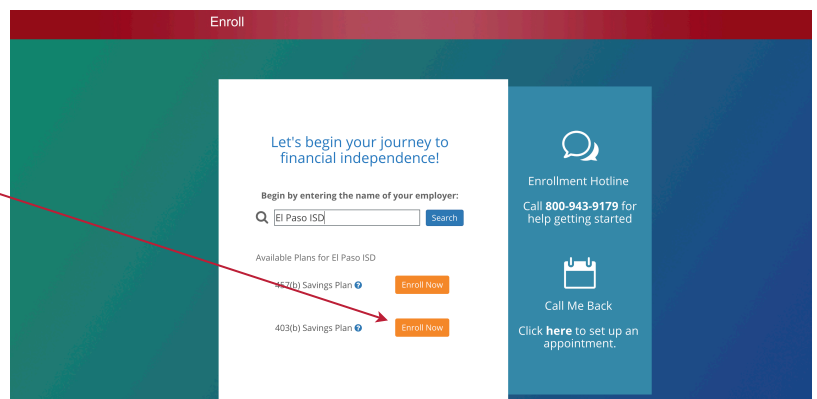 Enroll
Let's begin your journey to
financial independence!
Begin by entering the name of your employer:
El Paso ISD
Search
Available Plans for El Paso ISD
457(b) Savings Plan ?
Enroll Now
403(b) Savings Plan ?
Enroll Now
Enrollment Hotline
Call 800-943-9179 for
help getting started
Call Me Back
Click here to set up an
appointment.